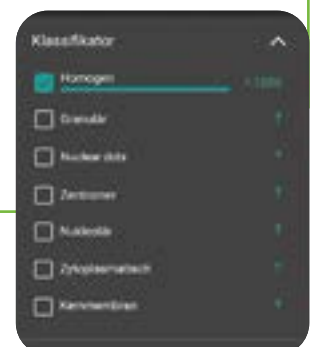 Klassifikator
Homogen
Granulär
Nuclear dots
Zentromer
Nukleolär
Zytoplasmatisch
Kernmembran